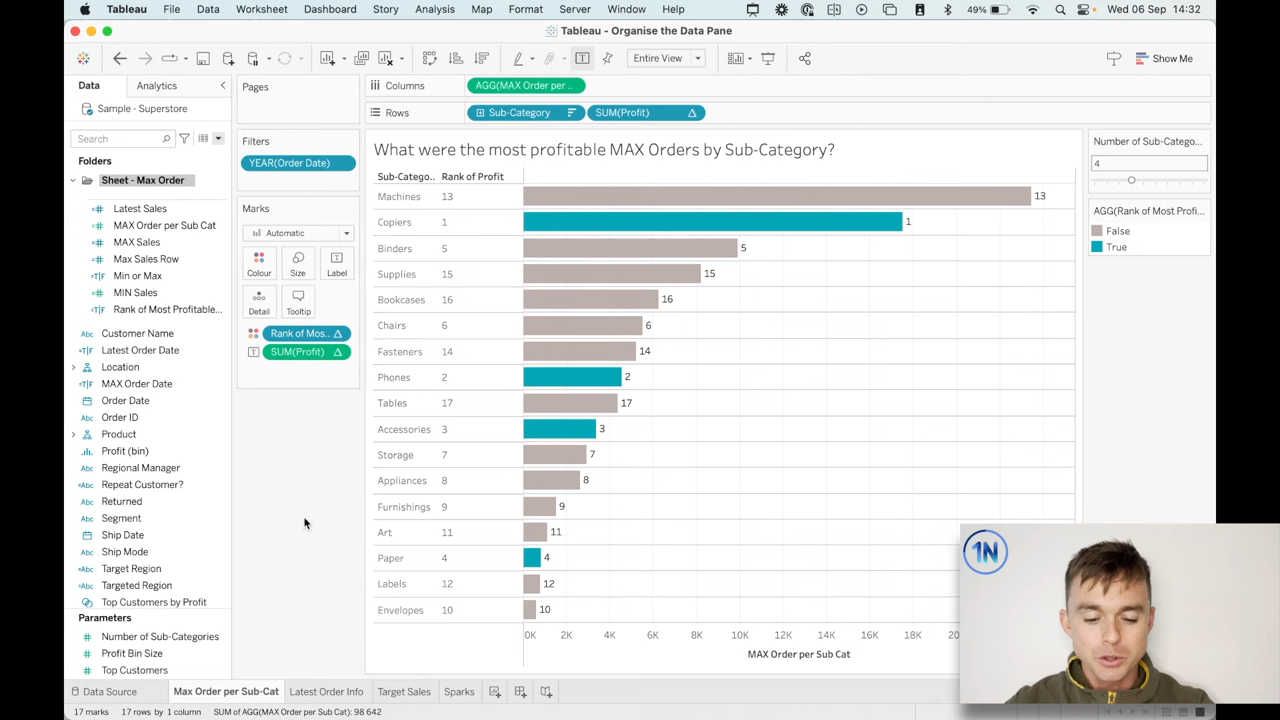 Tableau File Data Worksheet Dashboard Story Analysis Map Format Server Window Help 49% Wed 06 Sep 14:32
Tableau - Organise the Data Pane
Entire View Show Me
Data Analytics
Sample - Superstore
Search
Folders
Sheet - Max Order
Latest Sales
MAX Order per Sub Cat
MAX Sales
Max Sales Row
Min or Max
MIN Sales
Rank of Most Profitable...
Abc Customer Name
Latest Order Date
Location
MAX Order Date
Order Date
Abc Order ID
Product
Profit (bin)
Abc Regional Manager
Abc Repeat Customer?
Abc Returned
Abc Segment
Ship Date
Abc Ship Mode
Abc Target Region
Abc Targeted Region
Top Customers by Profit
Parameters
Number of Sub-Categories
Profit Bin Size
Top Customers
Pages
Filters
YEAR(Order Date)
Marks
Automatic
Colour Size Label
Detail Tooltip
Rank of Mos..
SUM(Profit)
Columns AGG(MAX Order per ..
Rows Sub-Category SUM(Profit)
What were the most profitable MAX Orders by Sub-Category?
Sub-Catego.. Rank of Profit
Machines 13 13
Copiers 1 1
Binders 5 5
Supplies 15 15
Bookcases 16 16
Chairs 6 6
Fasteners 14 14
Phones 2 2
Tables 17 17
Accessories 3 3
Storage 7 7
Appliances 8 8
Furnishings 9 9
Art 11 11
Paper 4 4
Labels 12 12
Envelopes 10 10
0K 2K 4K 6K 8K 10K 12K 14K 16K 18K 20
MAX Order per Sub Cat
Number of Sub-Catego...
4
AGG(Rank of Most Profi...
False
True
1N
Data Source Max Order per Sub-Cat Latest Order Info Target Sales Sparks
17 marks 17 rows by 1 column SUM of AGG(MAX Order per Sub Cat): 98 642